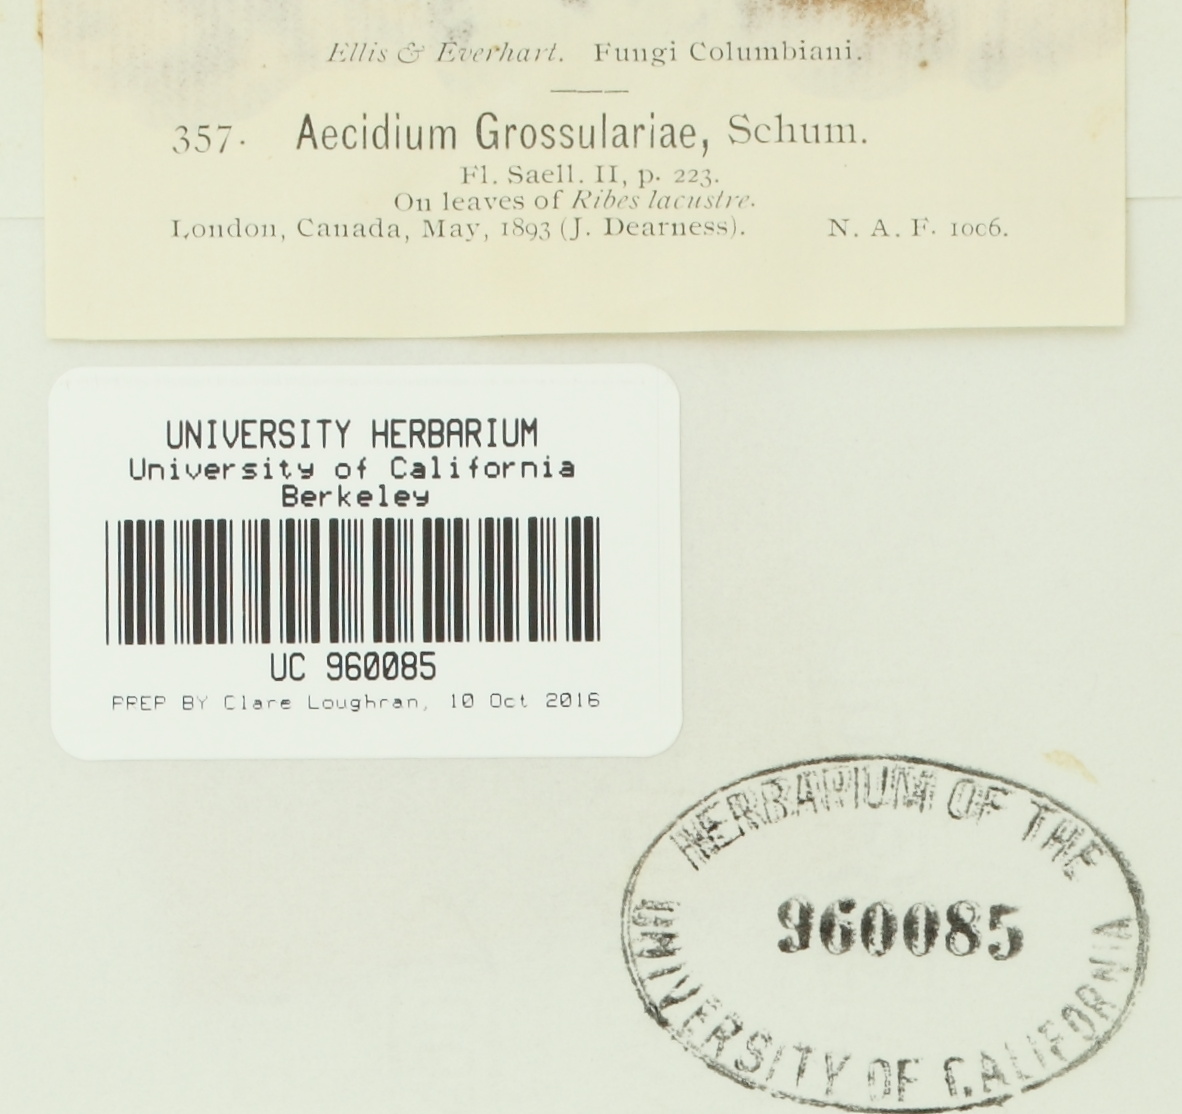 Ellis & Everhart. Fungi Columbiani.
357. Aecidium Grossulariae, Schum.
Fl. Saell. II, p. 223.
On leaves of Ribes lacustre.
London, Canada, May, 1893 (J. Dearness). N. A. F. 1006.
UNIVERSITY HERBARIUM
University of California
Berkeley
UC 960085
PREP BY Clare Loughran, 10 Oct 2016
HERBARIUM OF THE
960085
UNIVERSITY OF CALIFORNIA